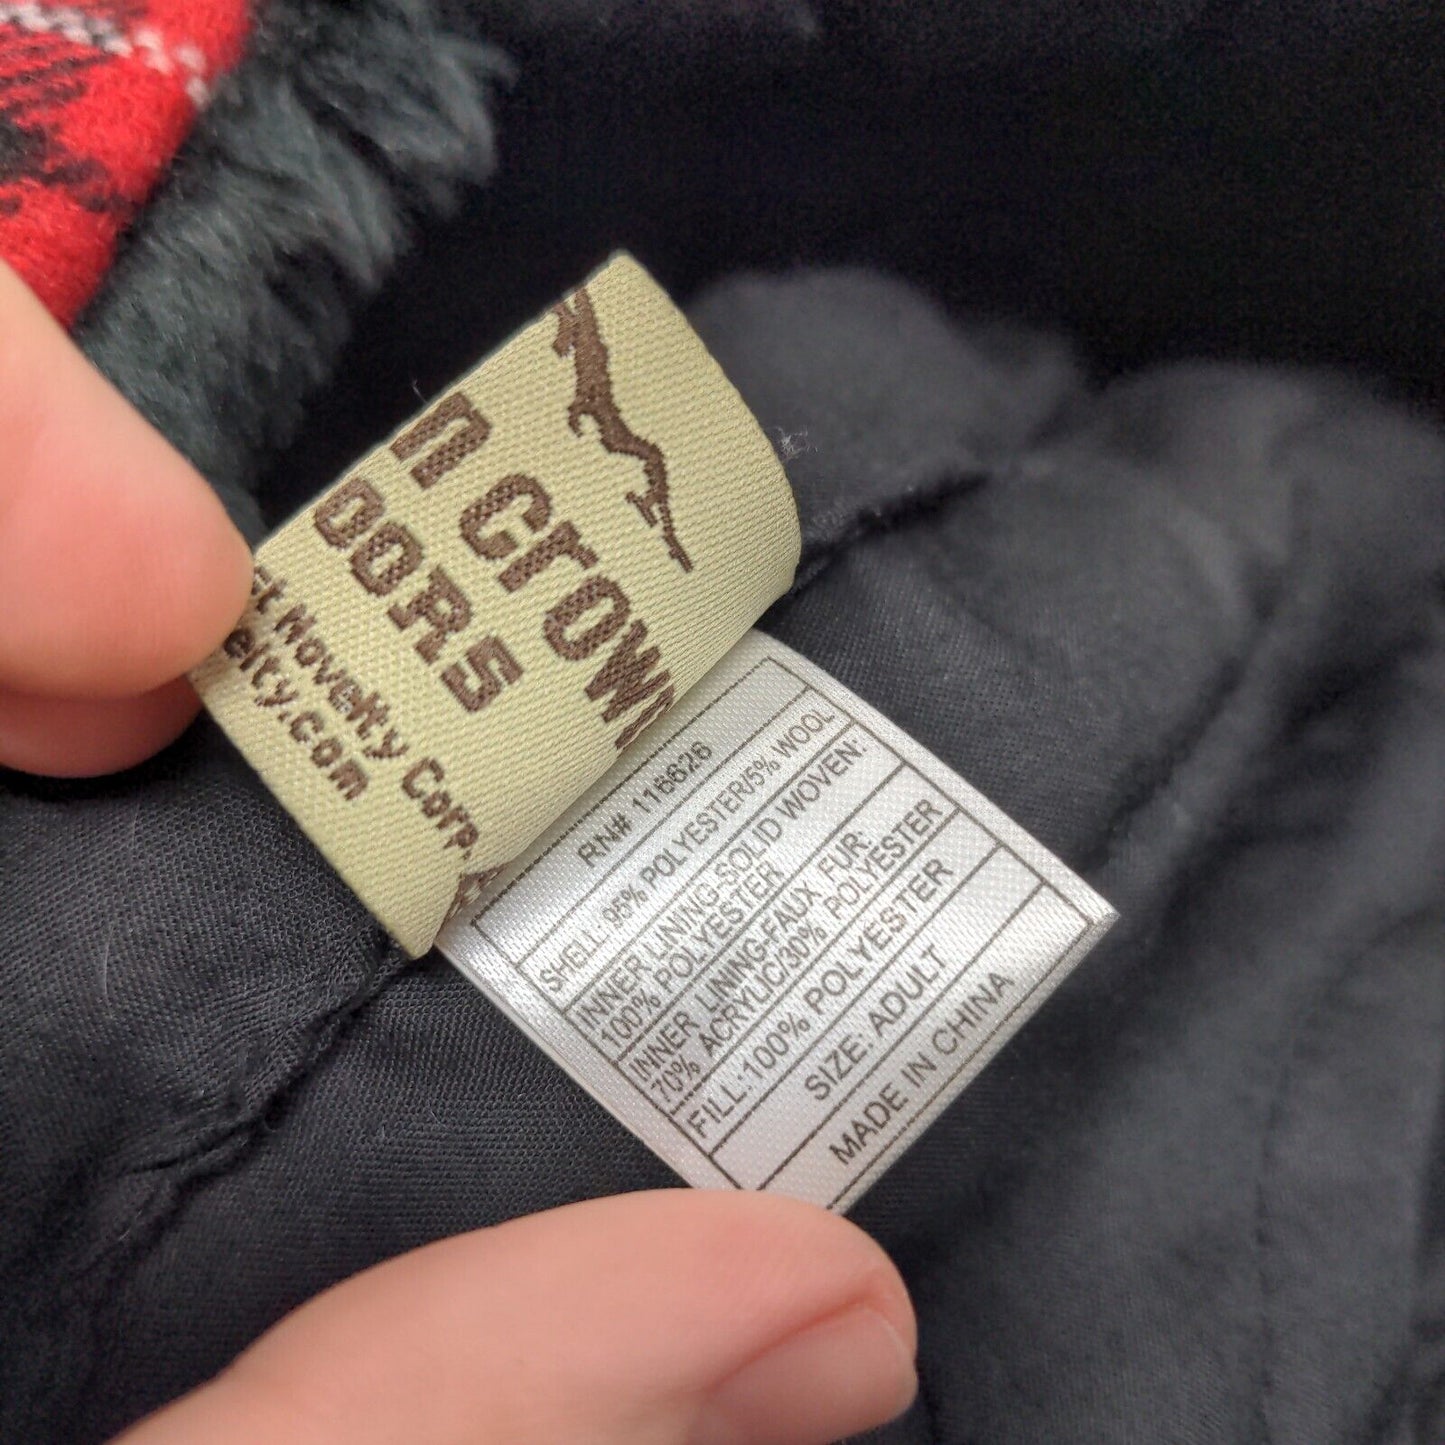 n Crown
DOORS
st Novelty Corp.
elty.com
RN# 116626
SHELL: 95% POLYESTER/5% WOOL
INNER LINING-SOLID WOVEN:
100% POLYESTER
INNER LINING-FAUX FUR:
70% ACRYLIC/30% POLYESTER
FILL:100% POLYESTER
SIZE: ADULT
MADE IN CHINA